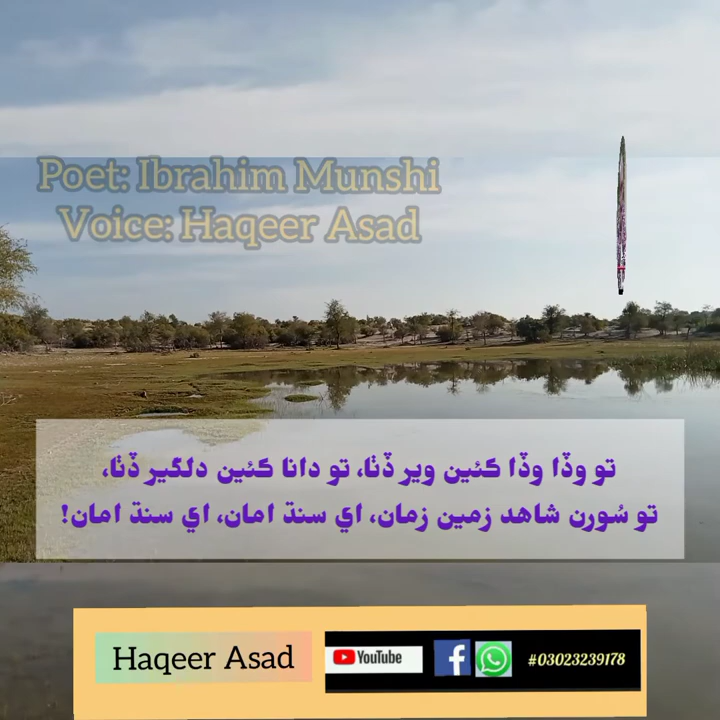 Poet: Ibrahim Munshi
Voice: Haqeer Asad
تو وڏا وڏا ڪئين وير ڏٺا، تو دانا ڪئين دلگير ڏٺا،
تو سُورن شاهد زمين زمان، اي سنڌ امان، اي سنڌ امان!
Haqeer Asad
YouTube
#03023239178